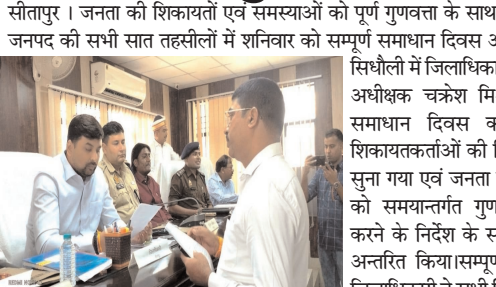 सीतापुर । जनता की शिकायतों एवं समस्याओं को पूर्ण गुणवत्ता के साथ
जनपद की सभी सात तहसीलों में शनिवार को सम्पूर्ण समाधान दिवस
सिधौली में जिलाधिका
अधीक्षक चक्रेश मि
समाधान दिवस क
शिकायतकर्ताओं की
सुना गया एवं जनता
को समयान्तर्गत गुण
करने के निर्देश के स
अन्तरित किया।सम्पूण